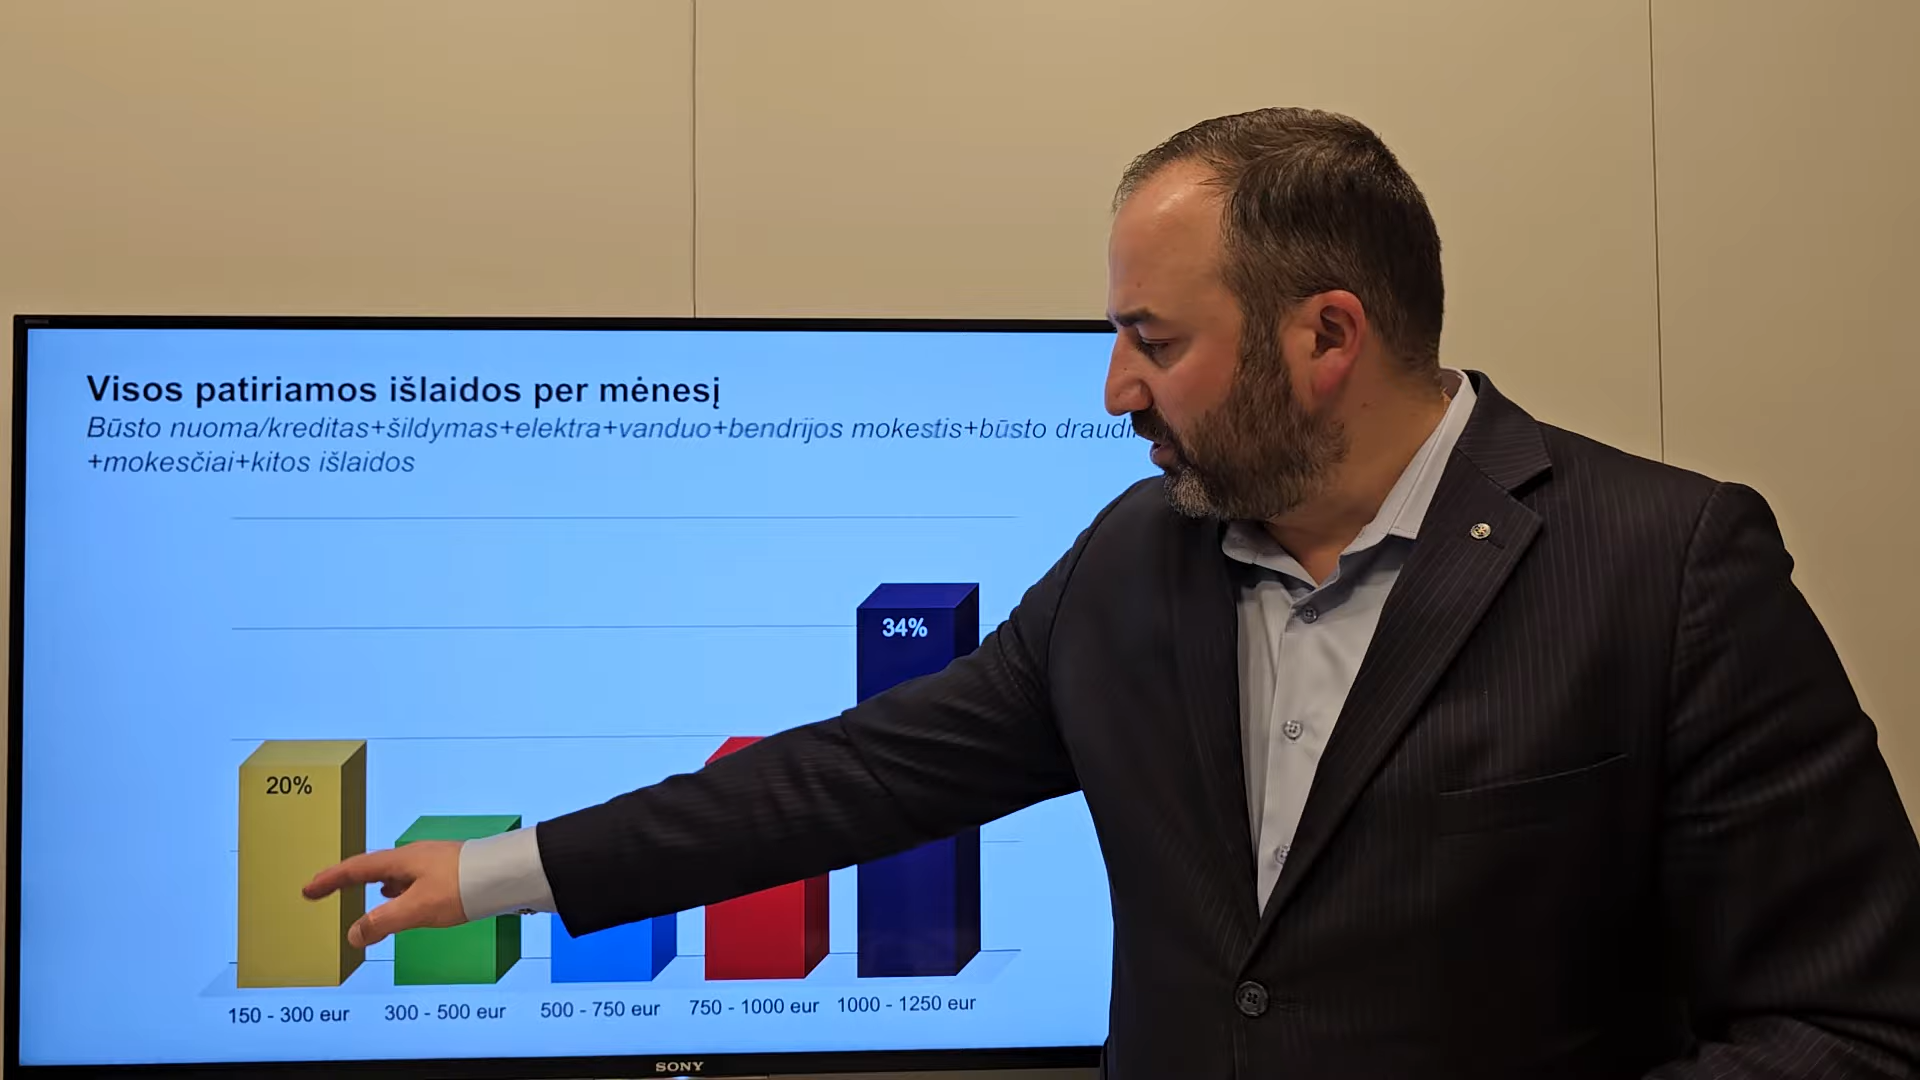 Visos patiriamos išlaidos per mėnesį
Būsto nuoma/kreditas+šildymas+elektra+vanduo+bendrijos mokestis+būsto
+mokesčiai+kitos išlaidos
34%
20%
150 - 300 eur
300 - 500 eur
500 - 750 eur
750 - 1000 eur
1000 - 1250 eur
SONY